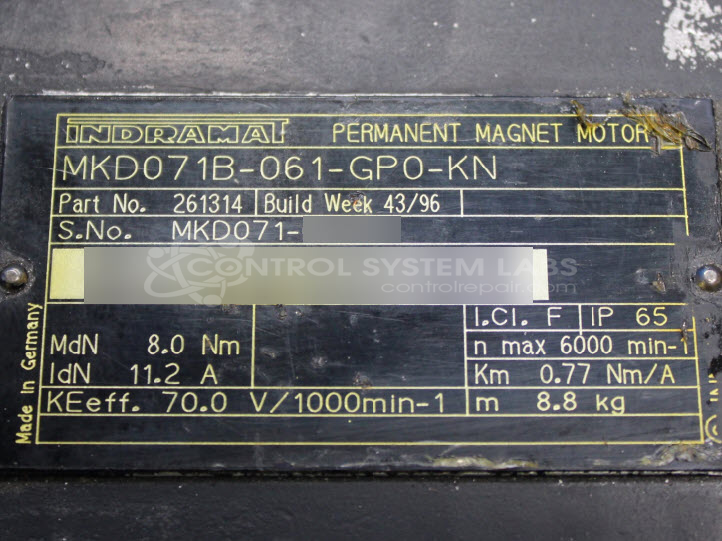 INDRAMAT PERMANENT MAGNET MOTOR
MKD071B-061-GP0-KN
Part No. 261314 Build Week 43/96
S.No. MKD071-
CONTROL SYSTEM LABS
controlrepair.com
I.Cl. F IP 65
MdN 8.0 Nm n max 6000 min-1
IdN 11.2 A Km 0.77 Nm/A
KEeff. 70.0 V/1000min-1 m 8.8 kg
Made in Germany